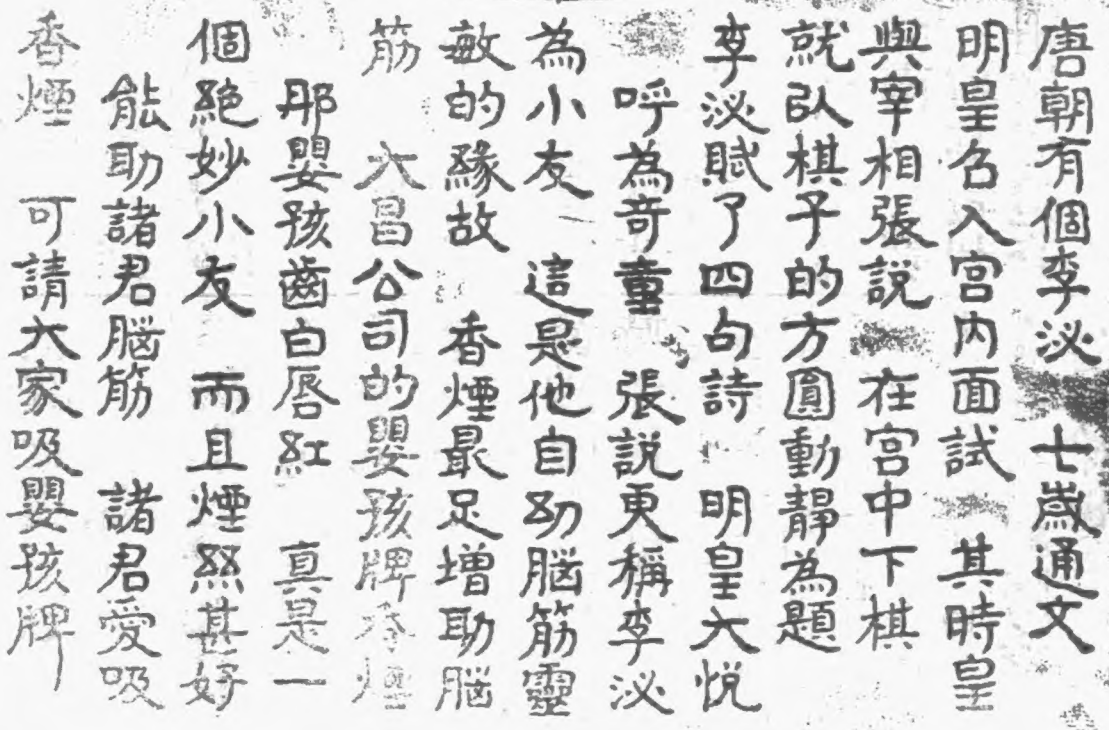 唐朝有個李泌 七歲通文
明皇召入宮內面試 其時皇
與宰相張說 在宮中下棋
就以棋子的方圓動靜為題
李泌賦了四句詩 明皇大悅
呼為奇童 張說更稱李泌
為小友 這是他自幼腦筋靈
敏的緣故 香煙最足增助腦
筋 大昌公司的嬰孩牌香煙
那嬰孩齒白唇紅 真是一
個絕妙小友 而且煙絲甚好
能助諸君腦筋 諸君愛吸
香煙 可請大家吸嬰孩牌